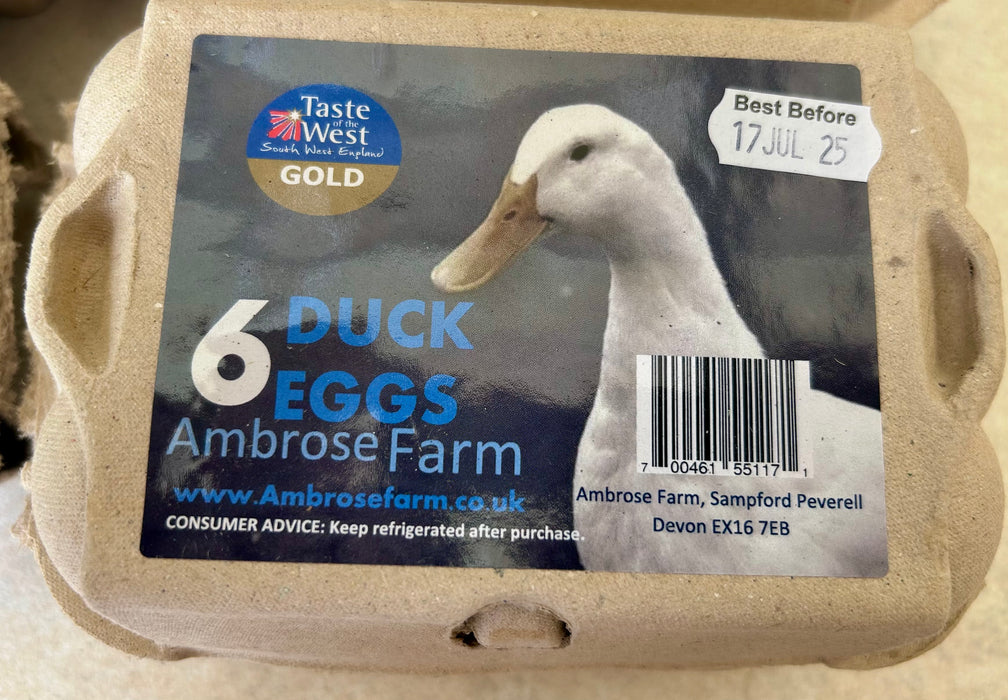 Taste
of the
West
South West England
GOLD
Best Before
17 JUL 25
6 DUCK
EGGS
Ambrose Farm
www.Ambrosefarm.co.uk
CONSUMER ADVICE: Keep refrigerated after purchase.
7 00461 55117 1
Ambrose Farm, Sampford Peverell
Devon EX16 7EB